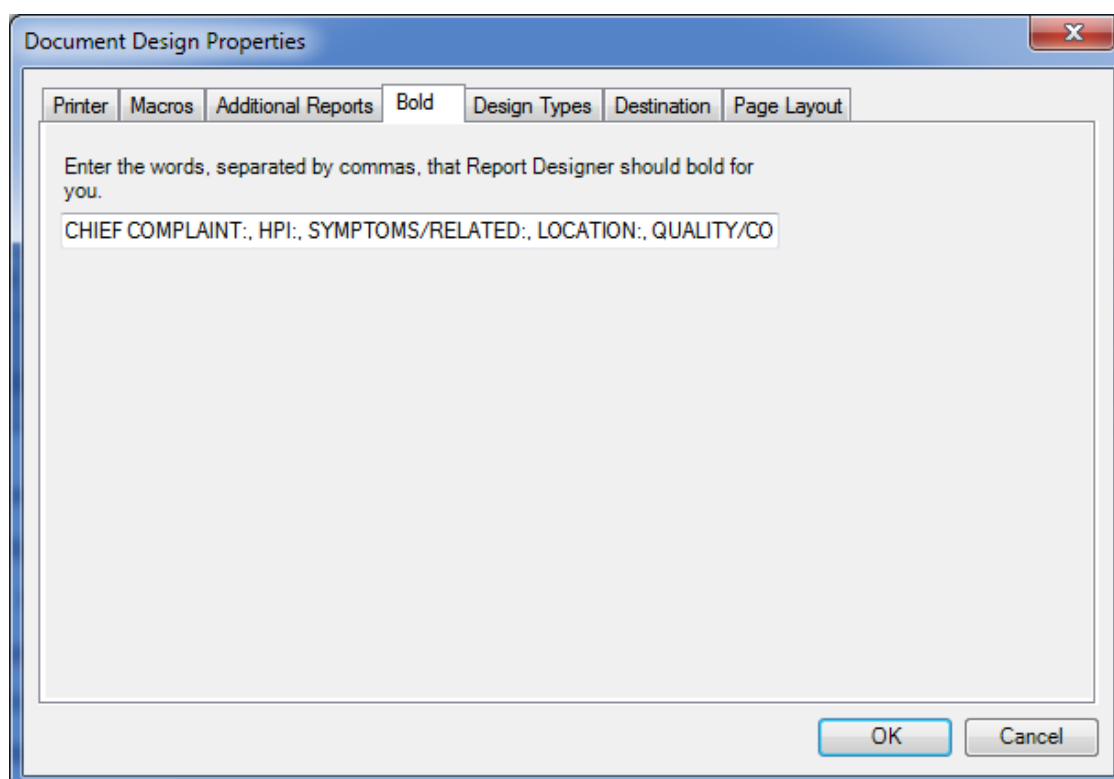 Document Design Properties
x
Printer Macros Additional Reports Bold Design Types Destination Page Layout
Enter the words, separated by commas, that Report Designer should bold for
you.
CHIEF COMPLAINT:, HPI:, SYMPTOMS/RELATED:, LOCATION:, QUALITY/CO
OK Cancel